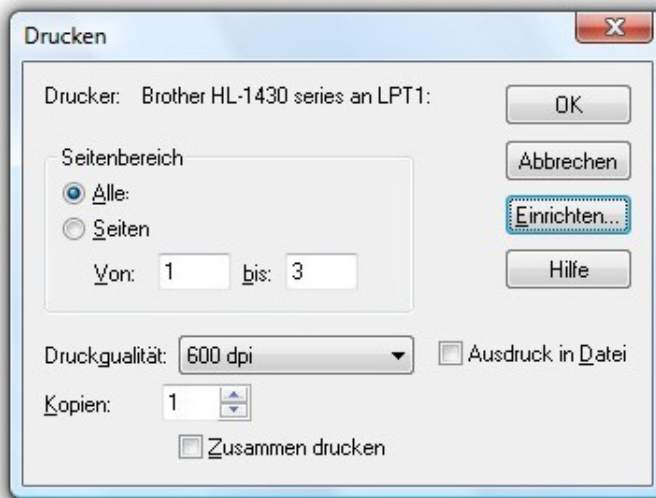 Drucken
Drucker: Brother HL-1430 series an LPT1:
OK
Seitenbereich
Abbrechen
Alle:
Seiten
Einrichten...
Von: 1 bis: 3
Hilfe
Druckgualität: 600 dpi
Ausdruck in Datei
Kopien: 1
Zusammen drucken